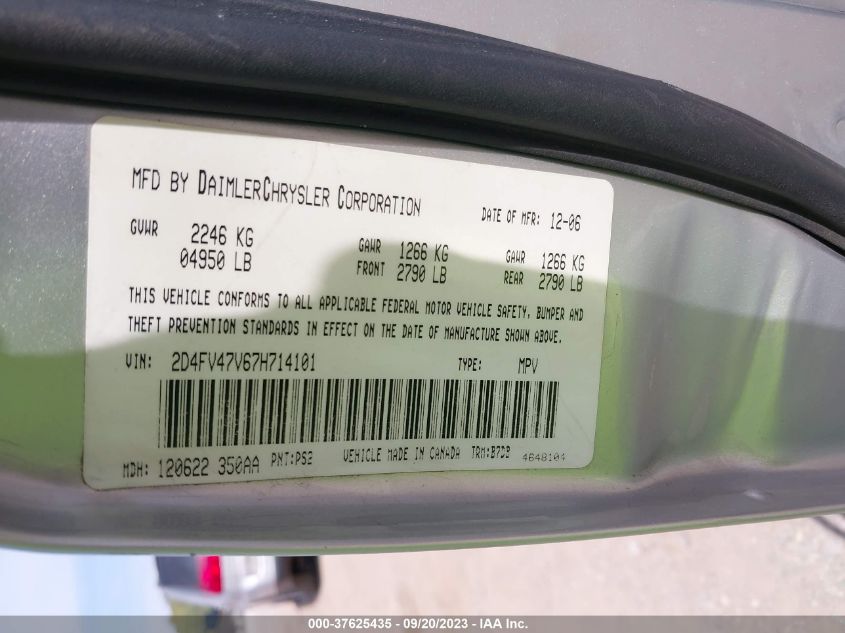 MFD BY DAIMLERCHRYSLER CORPORATION DATE OF MFR: 12-06
GVWR 2246 KG GAWR 1266 KG GAWR 1266 KG
04950 LB FRONT 2790 LB REAR 2790 LB
THIS VEHICLE CONFORMS TO ALL APPLICABLE FEDERAL MOTOR VEHICLE SAFETY, BUMPER AND
THEFT PREVENTION STANDARDS IN EFFECT ON THE DATE OF MANUFACTURE SHOWN ABOVE.
VIN: 2D4FV47V67H714101 TYPE: MPV
MDH: 120622 350AA PNT:PS2 VEHICLE MADE IN CANADA TRM:B7DB 4648104
000-37625435 - 09/20/2023 - IAA Inc.